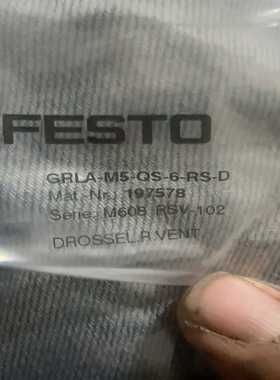 FESTO
GRLA-M5-QS-6-RS-D
Mat.-Nr.: 197578
Serie: M608 RSV-102
DROSSEL.R.VENT.